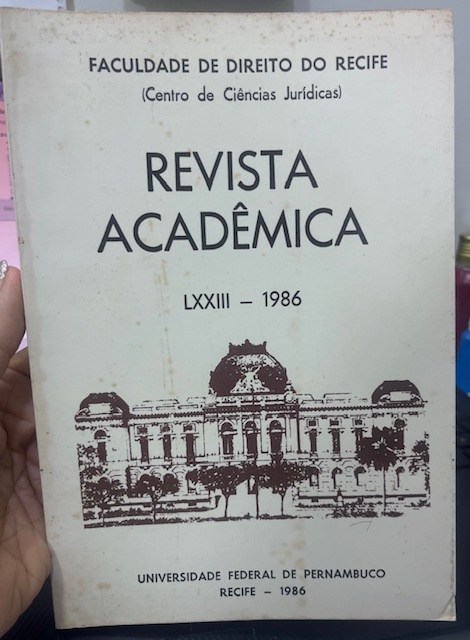 FACULDADE DE DIREITO DO RECIFE
(Centro de Ciências Jurídicas)
REVISTA
ACADÊMICA
LXXIII – 1986
UNIVERSIDADE FEDERAL DE PERNAMBUCO
RECIFE – 1986